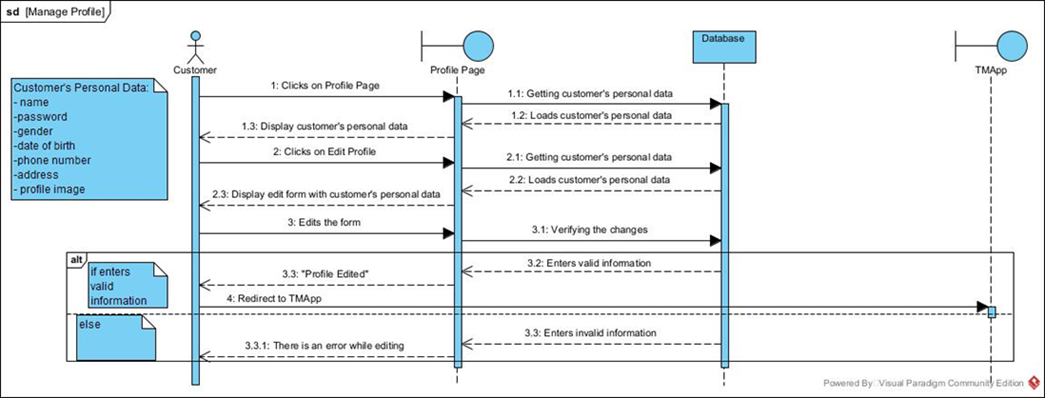 sd [Manage Profile]
Customer
Profile Page
Database
TMApp
Customer's Personal Data:
- name
-password
-gender
-date of birth
-phone number
-address
- profile image
1: Clicks on Profile Page
1.1: Getting customer's personal data
1.2: Loads customer's personal data
1.3: Display customer's personal data
2: Clicks on Edit Profile
2.1: Getting customer's personal data
2.2: Loads customer's personal data
2.3: Display edit form with customer's personal data
3: Edits the form
3.1: Verifying the changes
alt
if enters
valid
information
3.2: Enters valid information
3.3: "Profile Edited"
4: Redirect to TMApp
else
3.3: Enters invalid information
3.3.1: There is an error while editing
Powered By: Visual Paradigm Community Edition